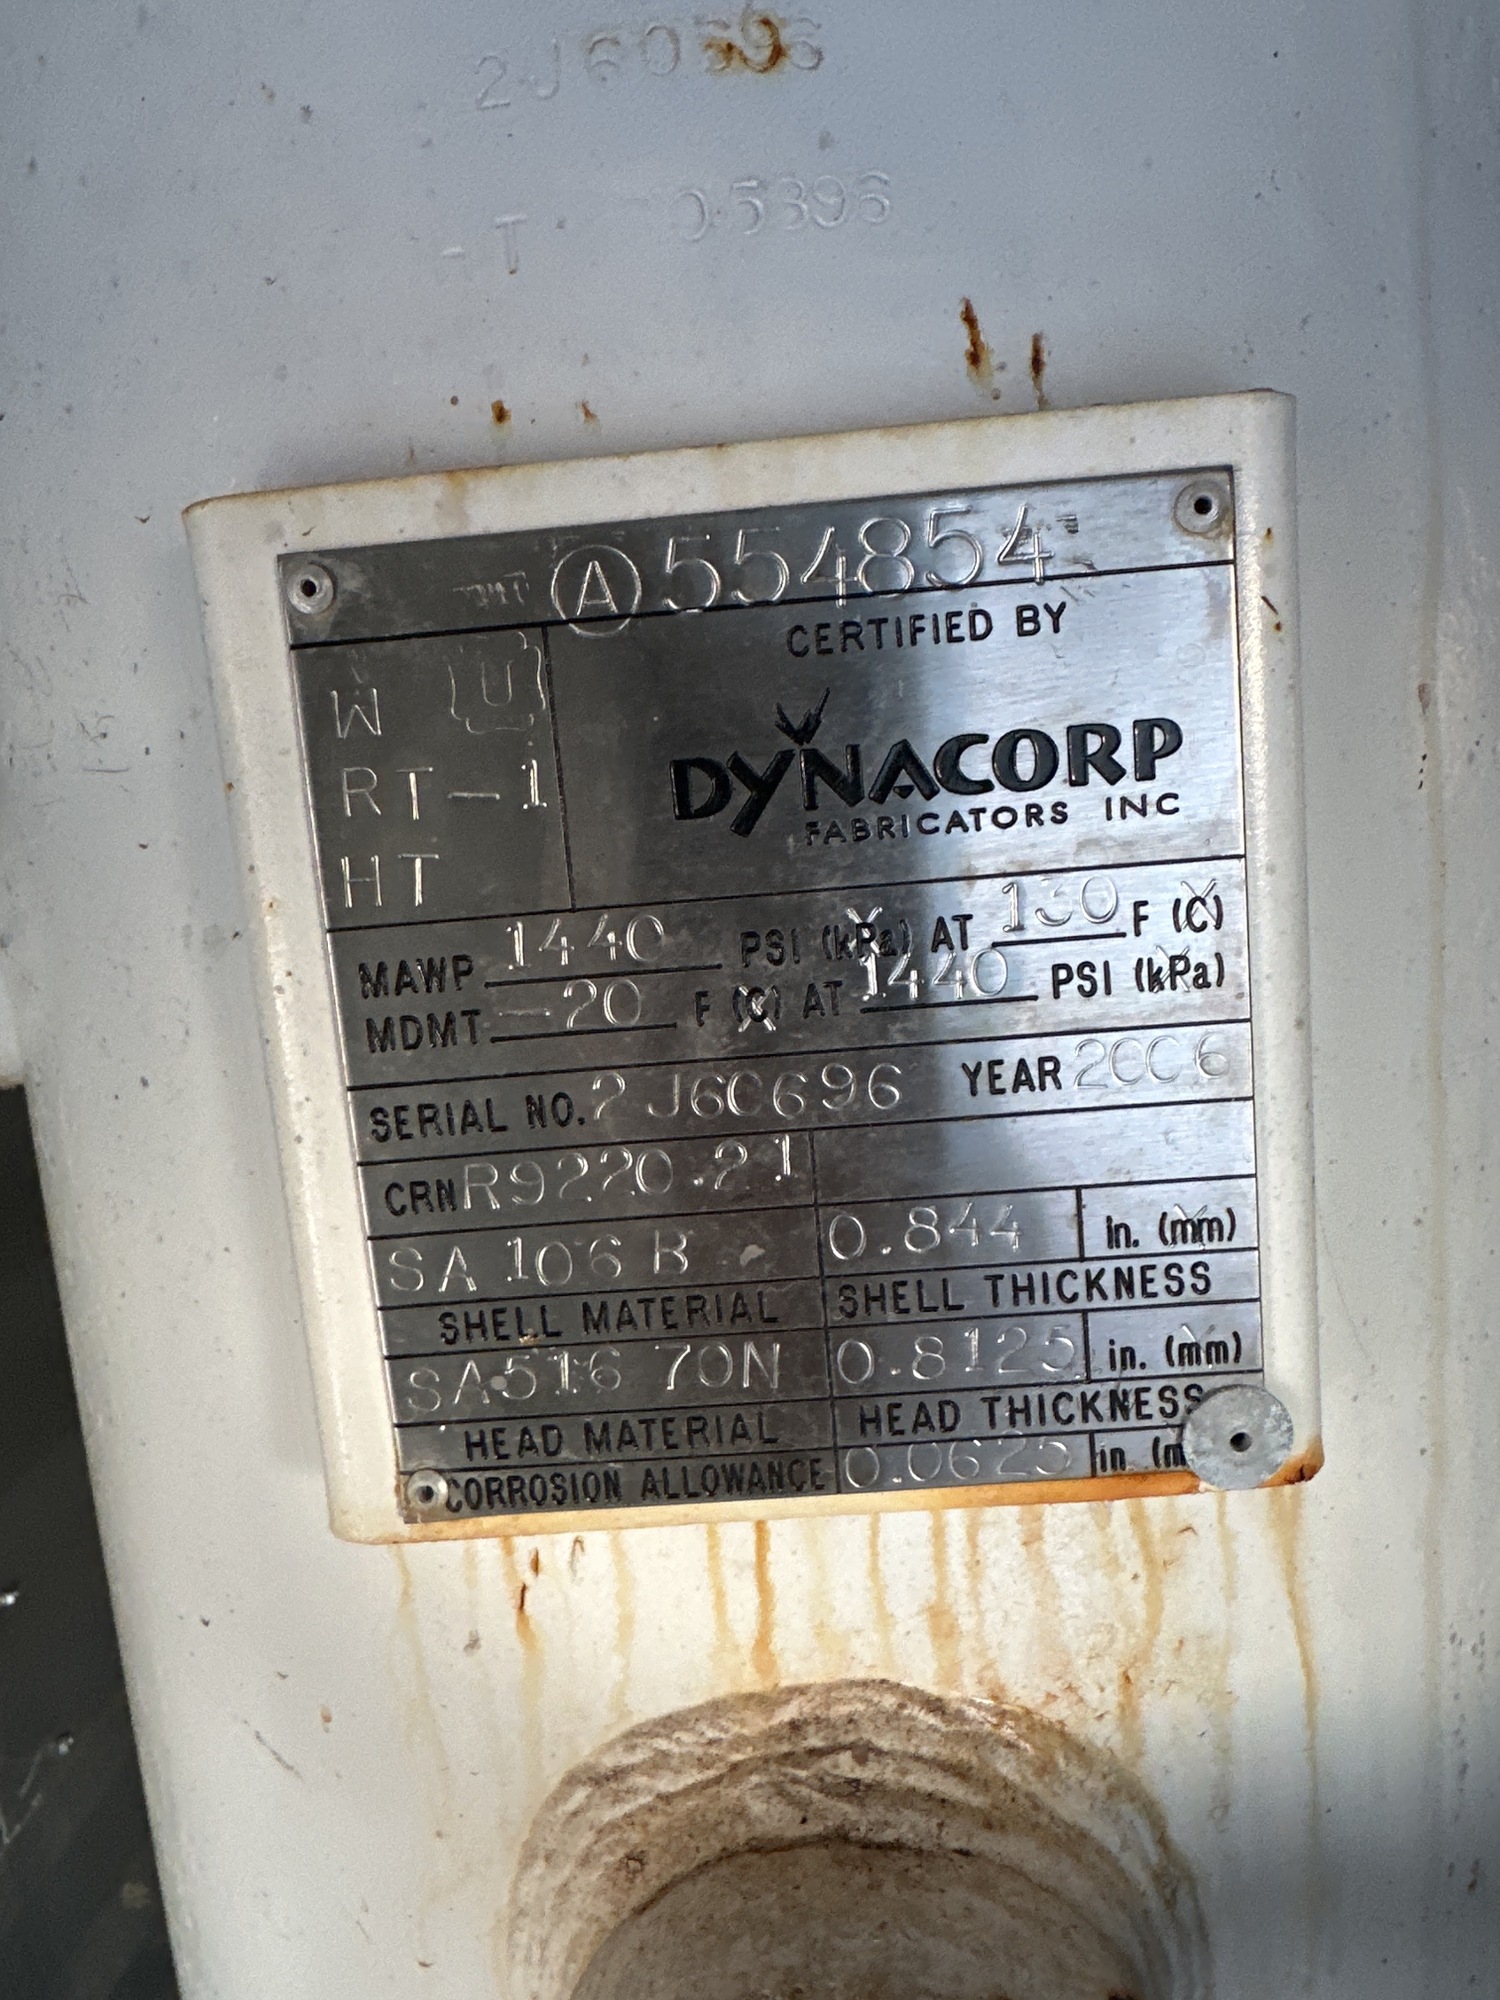 2J60696
HT 05396
A 554854
CERTIFIED BY
W U
RT-1
HT
DYNACORP
FABRICATORS INC
MAWP 1440 PSI (kPa) AT 130 F (C)
MDMT -20 F (C) AT 1440 PSI (kPa)
SERIAL NO. 2J60696 YEAR 2006
CRN R9220.21
SA 106 B 0.844 in. (mm)
SHELL MATERIAL SHELL THICKNESS
SA516 70N 0.8125 in. (mm)
HEAD MATERIAL HEAD THICKNESS
CORROSION ALLOWANCE 0.0625 in (m